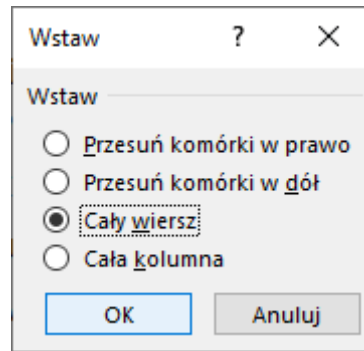 Wstaw ? ×
Wstaw
Przesuń komórki w prawo
Przesuń komórki w dół
Cały wiersz
Cała kolumna
OK Anuluj